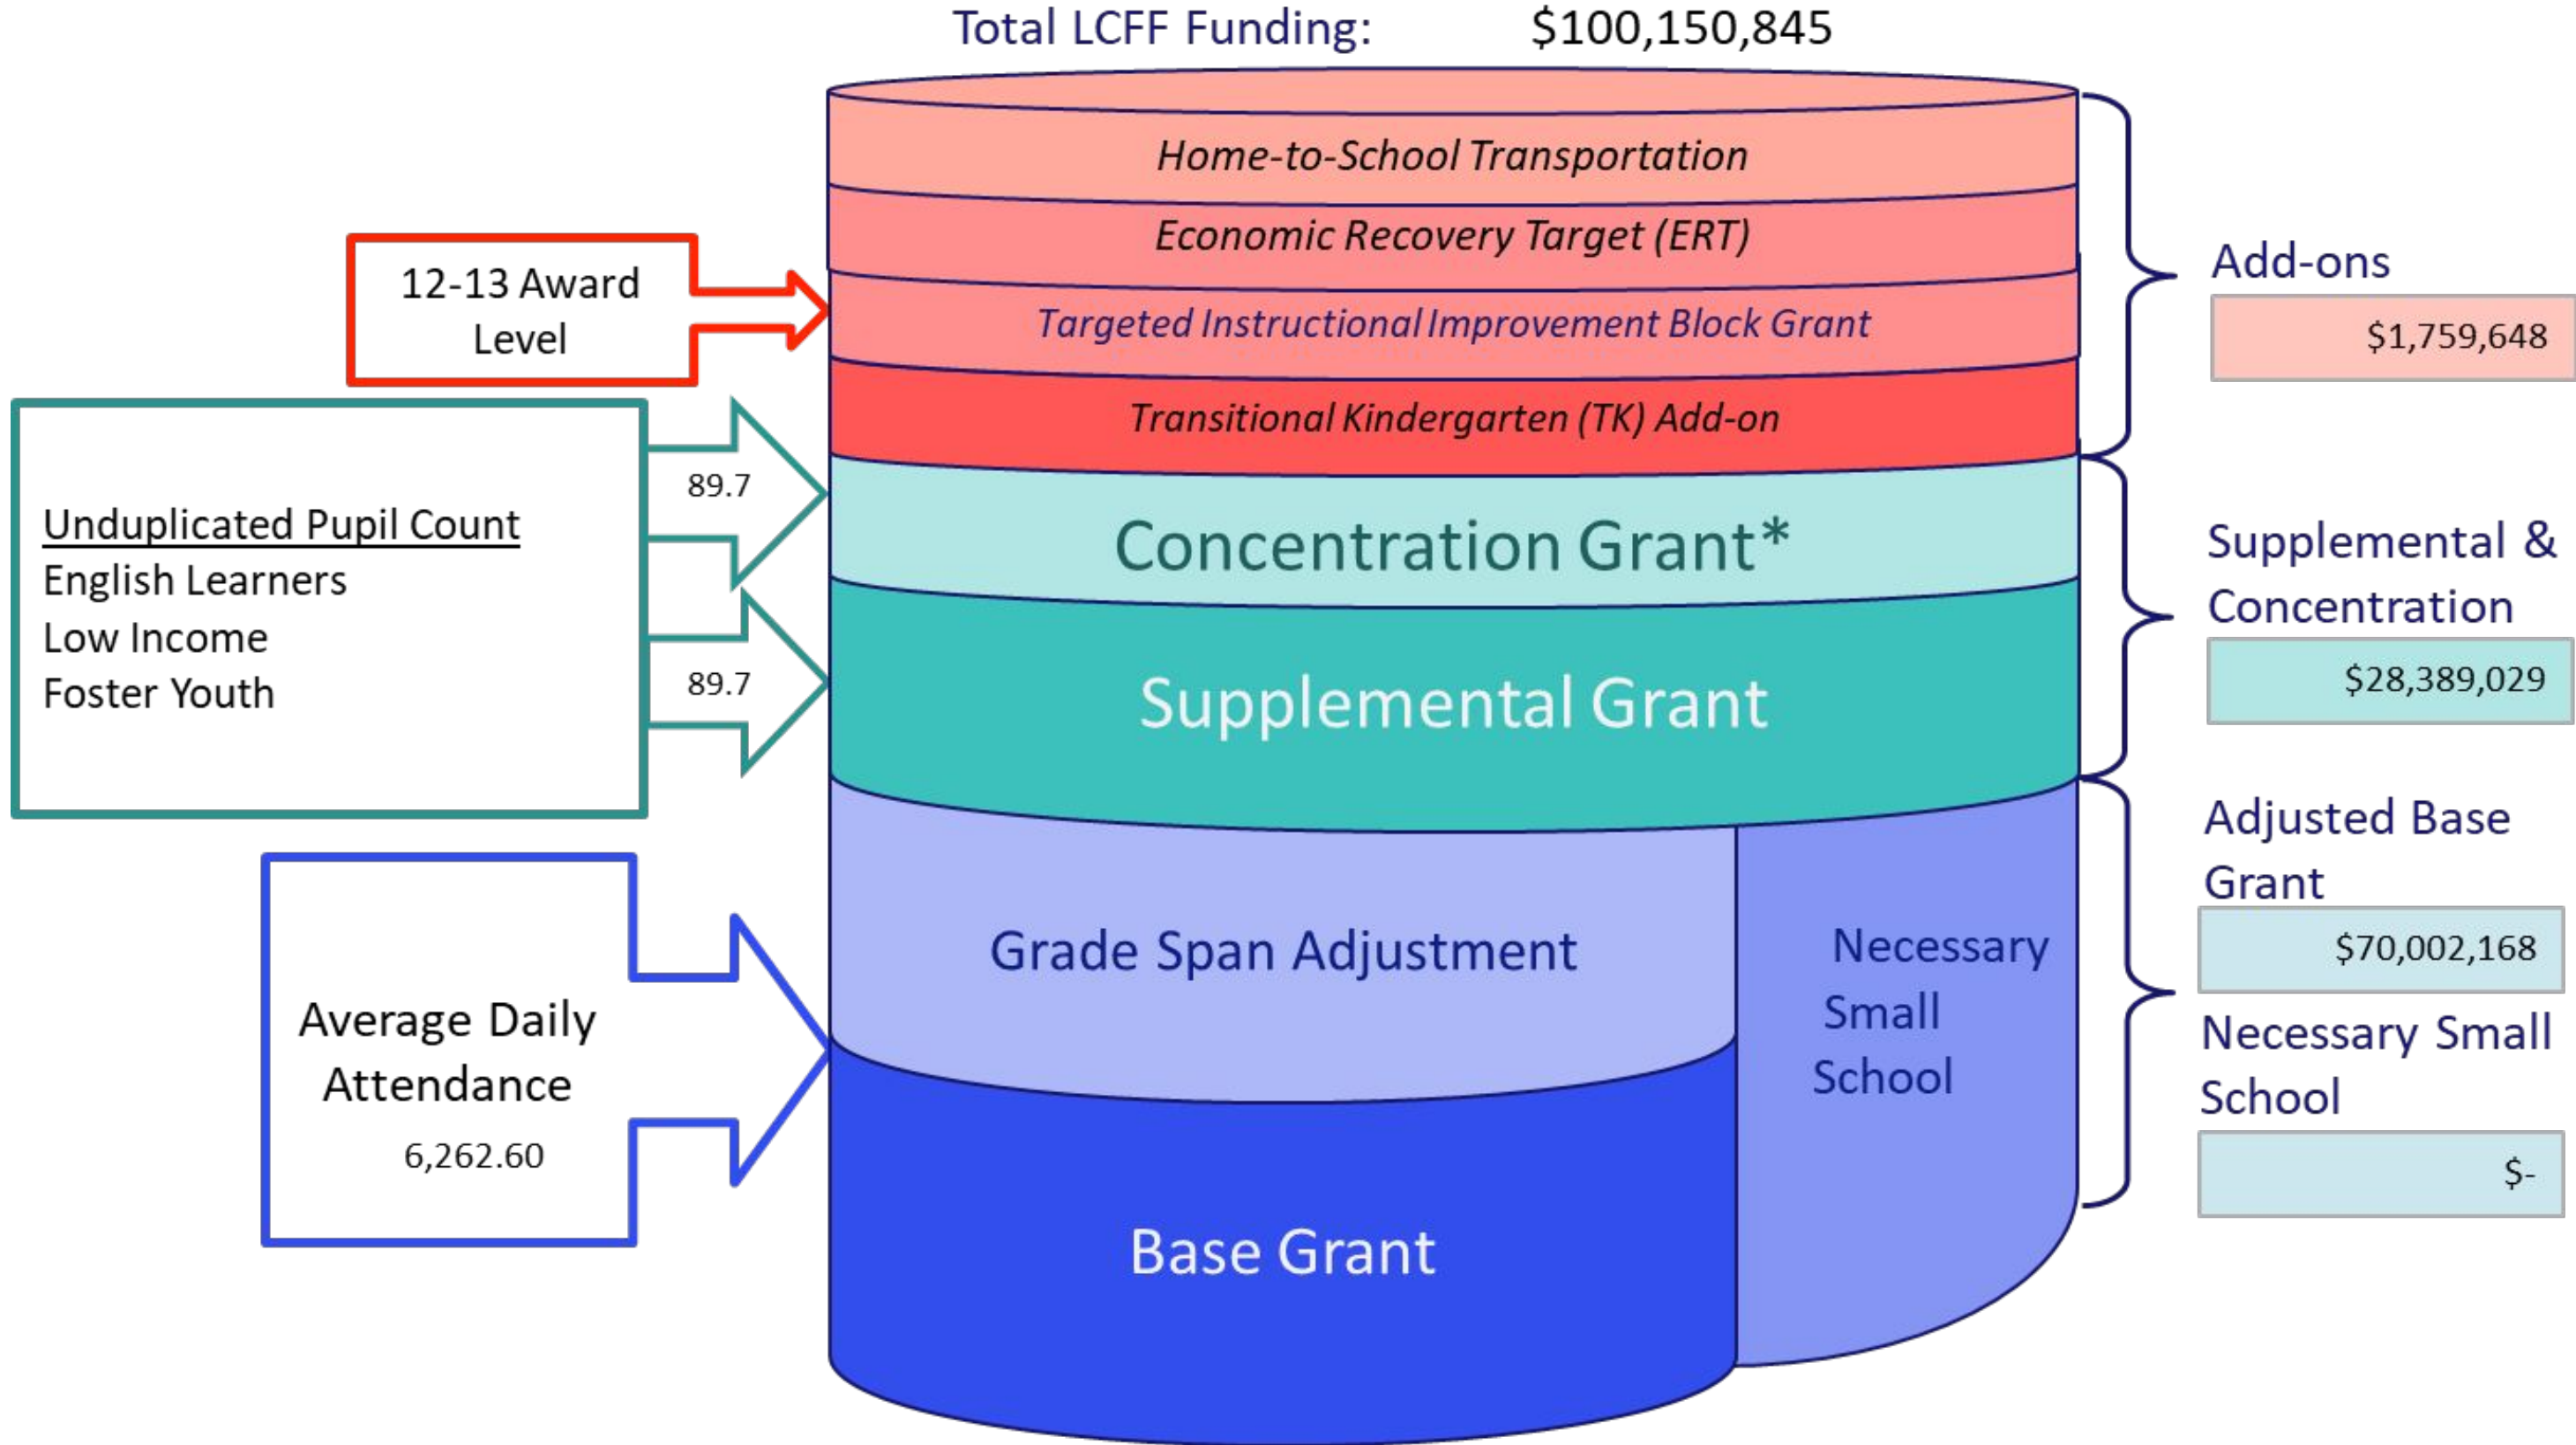 Total LCFF Funding: $100,150,845
Home-to-School Transportation
Economic Recovery Target (ERT)
Targeted Instructional Improvement Block Grant
Transitional Kindergarten (TK) Add-on
Concentration Grant*
Supplemental Grant
Grade Span Adjustment
Necessary
Small
School
Base Grant
12-13 Award
Level
Unduplicated Pupil Count
English Learners
Low Income
Foster Youth
89.7
89.7
Average Daily
Attendance
6,262.60
Add-ons
$1,759,648
Supplemental &
Concentration
$28,389,029
Adjusted Base
Grant
$70,002,168
Necessary Small
School
$-